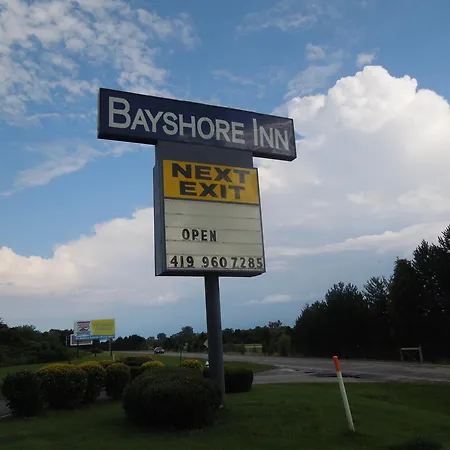 BAYSHORE INN
NEXT
EXIT
OPEN
419 960 7285